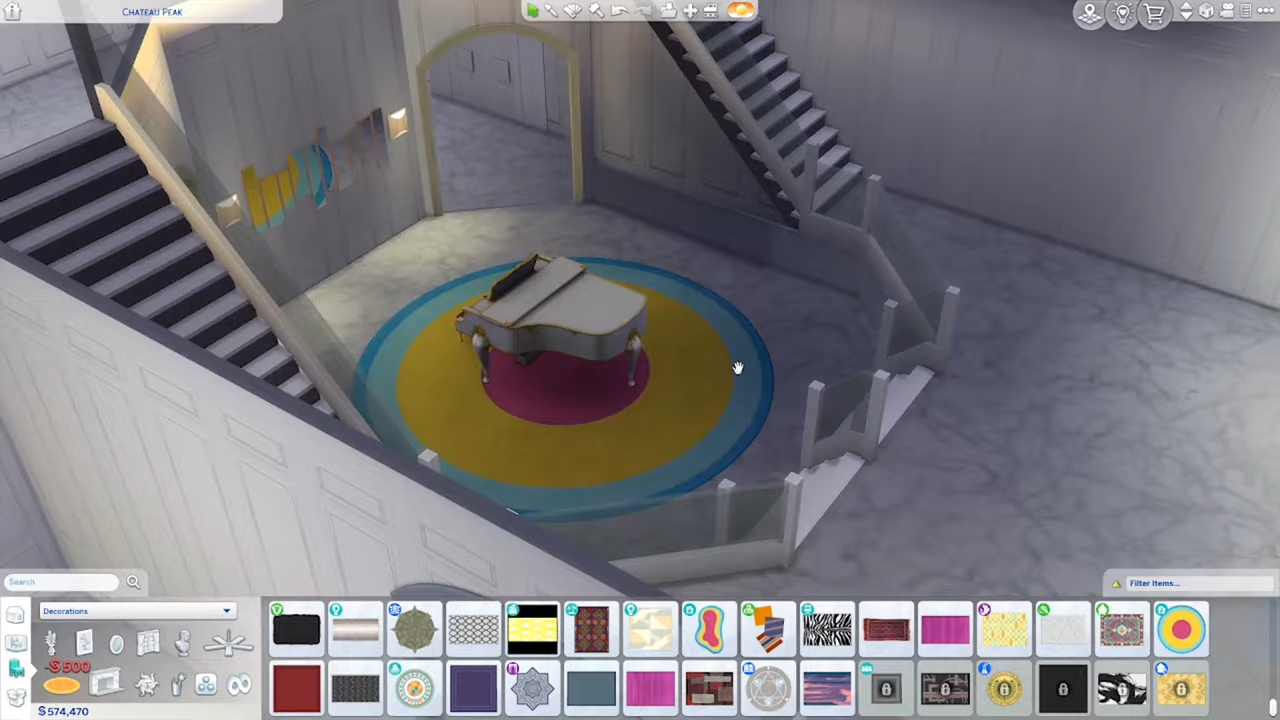 CHATEAU PEAK
Search
Filter Items...
Decorations
-§500
§574,470